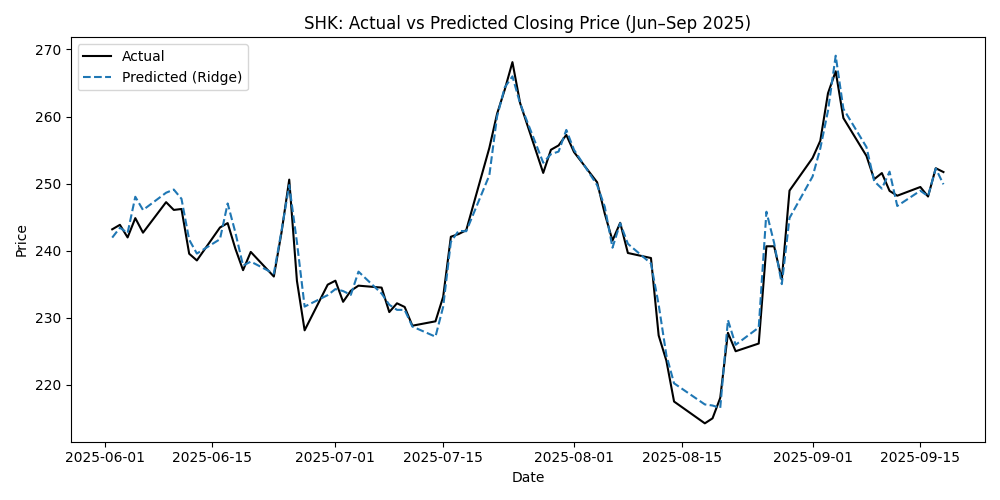 SHK: Actual vs Predicted Closing Price (Jun–Sep 2025)
Actual
Predicted (Ridge)
Price
270
260
250
240
230
220
2025-06-01
2025-06-15
2025-07-01
2025-07-15
2025-08-01
2025-08-15
2025-09-01
2025-09-15
Date